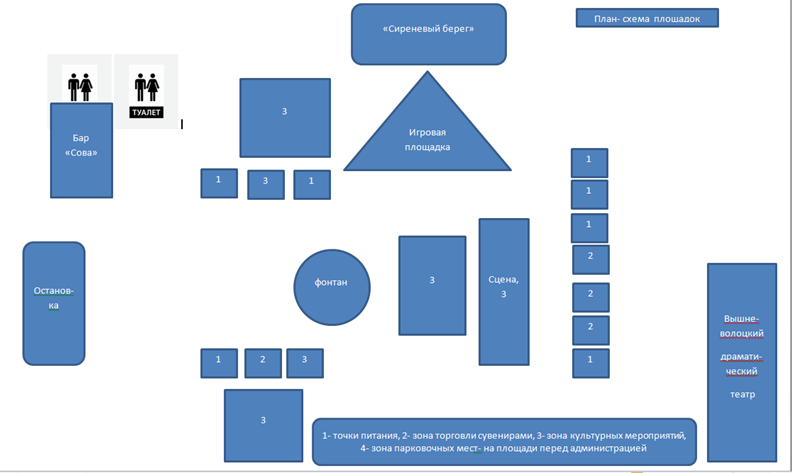 «Сиреневый берег»
План- схема площадок
ТУАЛЕТ
Бар
«Сова»
3
Игровая
площадка
1
3
1
1
1
1
2
2
2
1
Останов-
ка
фонтан
3
Сцена,
3
Вышне-
волоцкий
драмати-
ческий
театр
1
2
3
3
1- точки питания, 2- зона торговли сувенирами, 3- зона культурных мероприятий,
4- зона парковочных мест- на площади перед администрацией